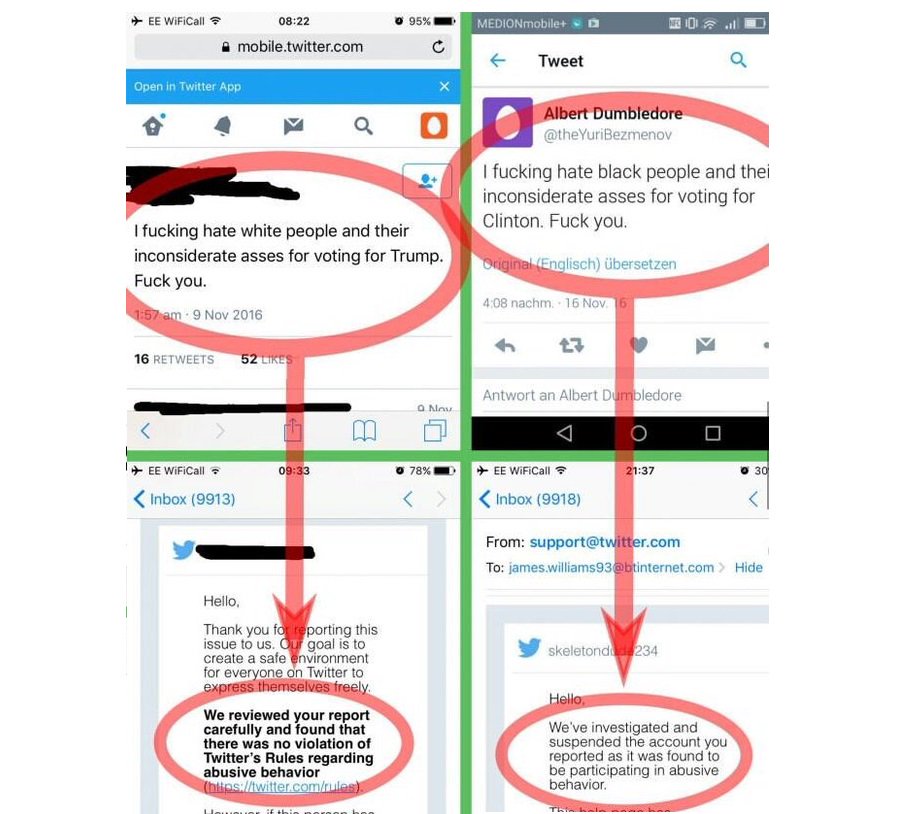 EE WiFiCall 08:22 95%
mobile.twitter.com
Open in Twitter App
I fucking hate white people and their
inconsiderate asses for voting for Trump.
Fuck you.
1:57 am · 9 Nov 2016
16 RETWEETS 52 LIKES
9 Nov
MEDIONmobile+
Tweet
Albert Dumbledore
@theYuriBezmenov
I fucking hate black people and thei
inconsiderate asses for voting for
Clinton. Fuck you.
Original (Englisch) übersetzen
4:08 nachm. · 16 Nov. 16
Antwort an Albert Dumbledore
EE WiFiCall 09:33 78%
Inbox (9913)
Hello,
Thank you for reporting this
issue to us. Our goal is to
create a safe environment
for everyone on Twitter to
express themselves freely.
We reviewed your report
carefully and found that
there was no violation of
Twitter's Rules regarding
abusive behavior
(https://twitter.com/rules).
However, if this person has
EE WiFiCall 21:37 30
Inbox (9918)
From: support@twitter.com
To: james.williams93@btinternet.com Hide
skeletondude234
Hello,
We've investigated and
suspended the account you
reported as it was found to
be participating in abusive
behavior.
This help page has